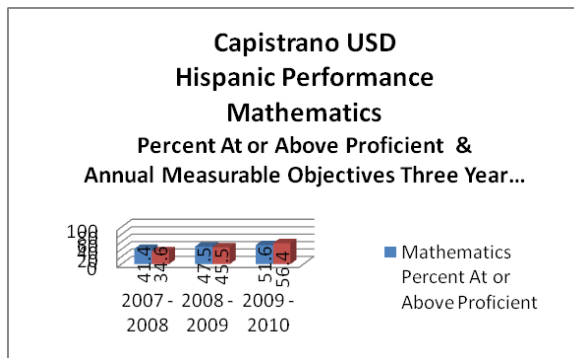 Capistrano USD
Hispanic Performance
Mathematics
Percent At or Above Proficient &
Annual Measurable Objectives Three Year...
100
0
41.4 34.6 47.5 45.5 51.6 56.4
2007 - 2008 - 2009 -
2008 2009 2010
Mathematics
Percent At or
Above Proficient